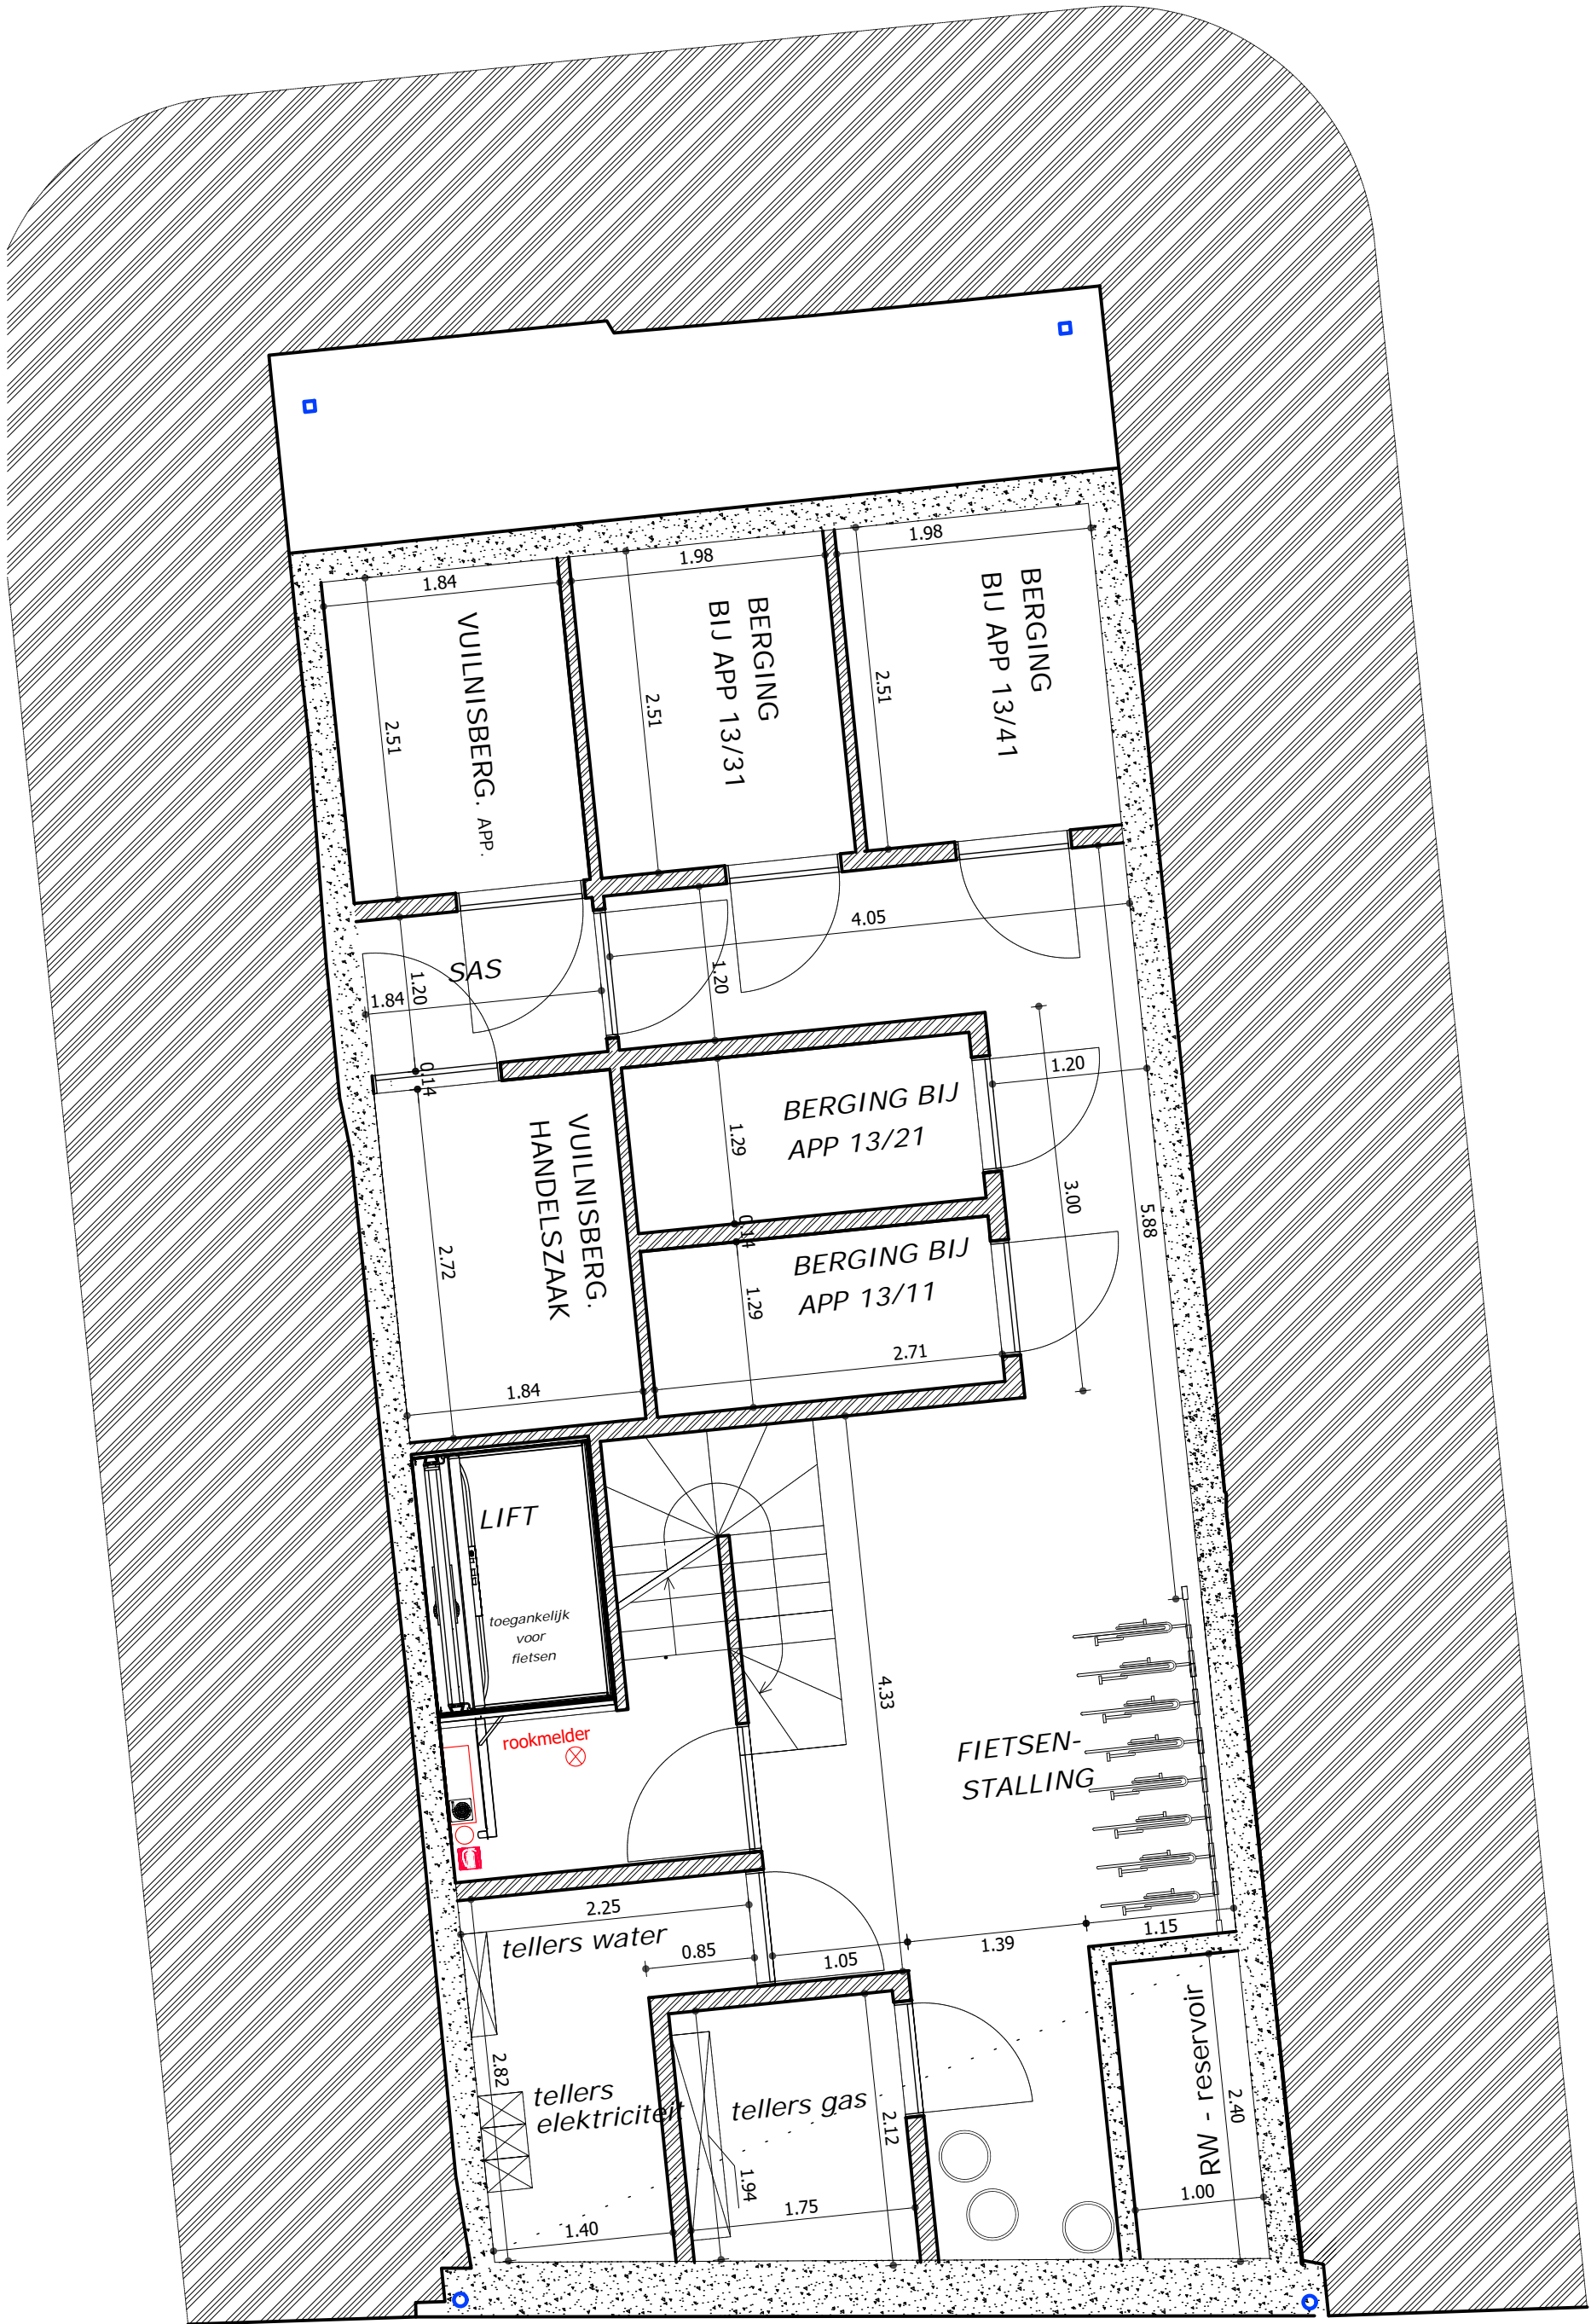 1.84
1.98
1.98
VUILNISBERG. APP.
BERGING
BIJ APP 13/31
BERGING
BIJ APP 13/41
2.51
2.51
2.51
4.05
SAS
1.84
1.20
1.20
0.14
1.20
BERGING BIJ
APP 13/21
1.29
3.00
5.88
VUILNISBERG.
HANDELSZAAK
2.72
0.14
BERGING BIJ
APP 13/11
1.29
2.71
1.84
LIFT
toegankelijk
voor
fietsen
4.33
rookmelder
FIETSEN-
STALLING
2.25
tellers water
0.85
1.05
1.39
1.15
2.82
tellers
elektriciteit
tellers gas
2.12
1.94
RW - reservoir
2.40
1.00
1.40
1.75